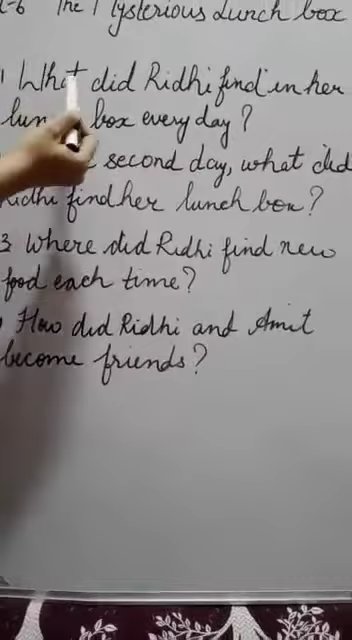 L-6 The Mysterious Lunch box
1 What did Ridhi find in her
lunch box every day?
second day, what did
Ridhi find her lunch box?
3 Where did Ridhi find new
food each time?
How did Ridhi and Amit
become friends?